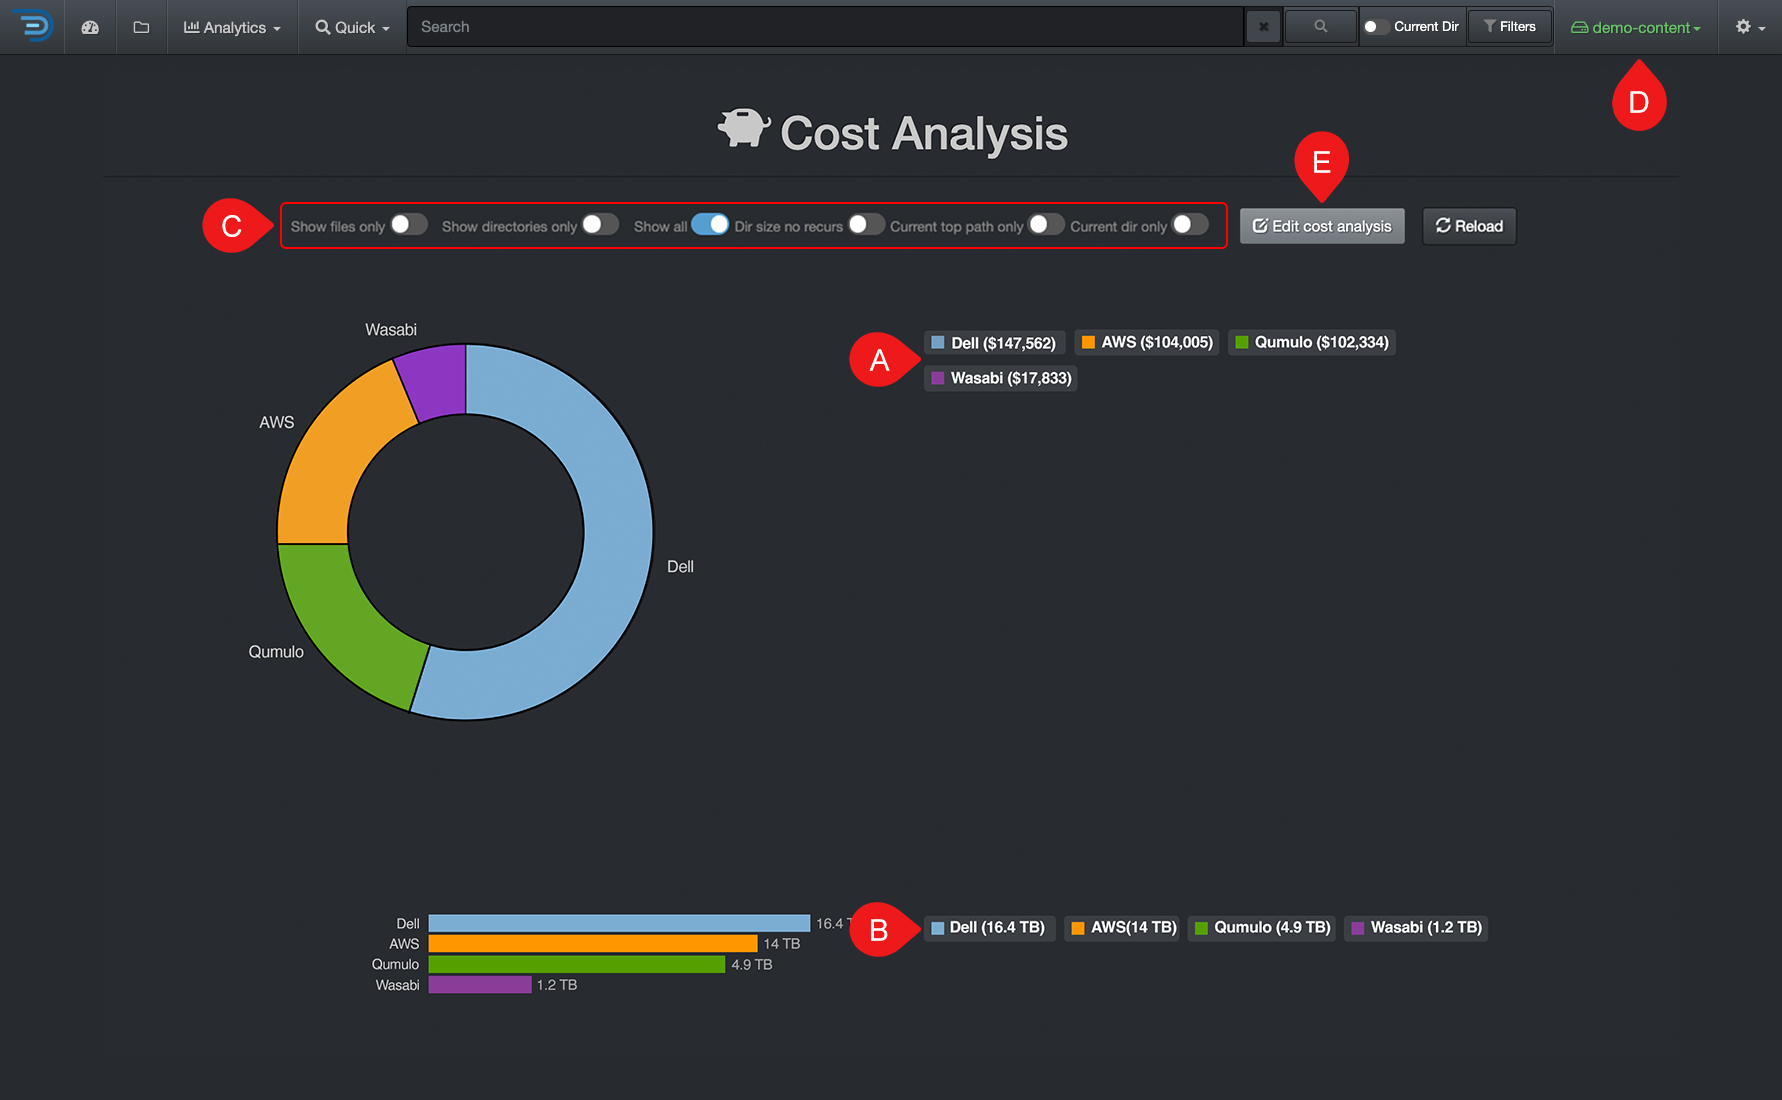 Analytics Quick Search Current Dir Filters demo-content
D
Cost Analysis
E
C Show files only Show directories only Show all Dir size no recurs Current top path only Current dir only Edit cost analysis Reload
Wasabi
A Dell ($147,562) AWS ($104,005) Qumulo ($102,334)
Wasabi ($17,833)
AWS
Dell
Qumulo
Dell 16.4 B Dell (16.4 TB) AWS(14 TB) Qumulo (4.9 TB) Wasabi (1.2 TB)
AWS 14 TB
Qumulo 4.9 TB
Wasabi 1.2 TB